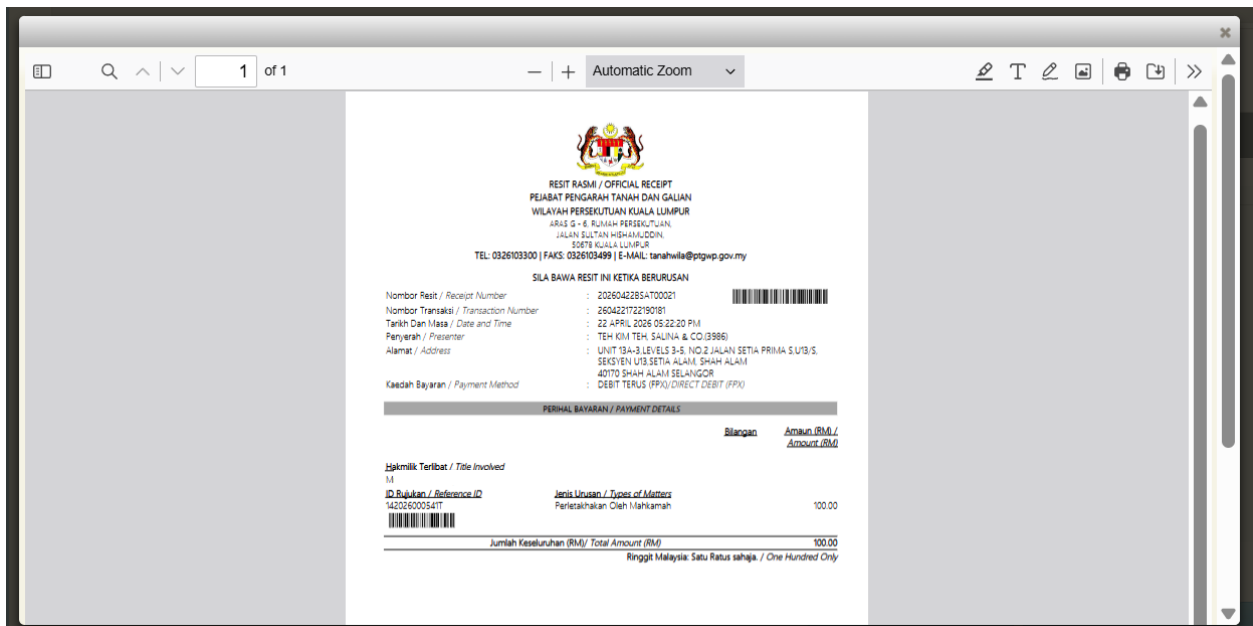 1 of 1
Automatic Zoom
RESIT RASMI / OFFICIAL RECEIPT
PEJABAT PENGARAH TANAH DAN GALIAN
WILAYAH PERSEKUTUAN KUALA LUMPUR
ARAS G - 6, RUMAH PERSEKUTUAN,
JALAN SULTAN HISHAMUDDIN,
50678 KUALA LUMPUR
TEL: 0326103300 | FAKS: 0326103499 | E-MAIL: tanahwila@ptgwp.gov.my
SILA BAWA RESIT INI KETIKA BERURUSAN
Nombor Resit / Receipt Number : 20260422BSAT00021
Nombor Transaksi / Transaction Number : 2604221722190181
Tarikh Dan Masa / Date and Time : 22 APRIL 2026 05:22:20 PM
Penyerah / Presenter : TEH KIM TEH, SALINA & CO.(3986)
Alamat / Address : UNIT 13A-3,LEVELS 3-5, NO.2 JALAN SETIA PRIMA S,U13/S,
SEKSYEN U13,SETIA ALAM, SHAH ALAM
40170 SHAH ALAM SELANGOR
Kaedah Bayaran / Payment Method : DEBIT TERUS (FPX)/DIRECT DEBIT (FPX)
PERIHAL BAYARAN / PAYMENT DETAILS
Bilangan Amaun (RM) /
Amount (RM)
Hakmilik Terlibat / Title Involved
M
ID Rujukan / Reference ID Jenis Urusan / Types of Matters
142026000541T Perletakhakan Oleh Mahkamah 100.00
Jumlah Keseluruhan (RM)/ Total Amount (RM) 100.00
Ringgit Malaysia: Satu Ratus sahaja. / One Hundred Only